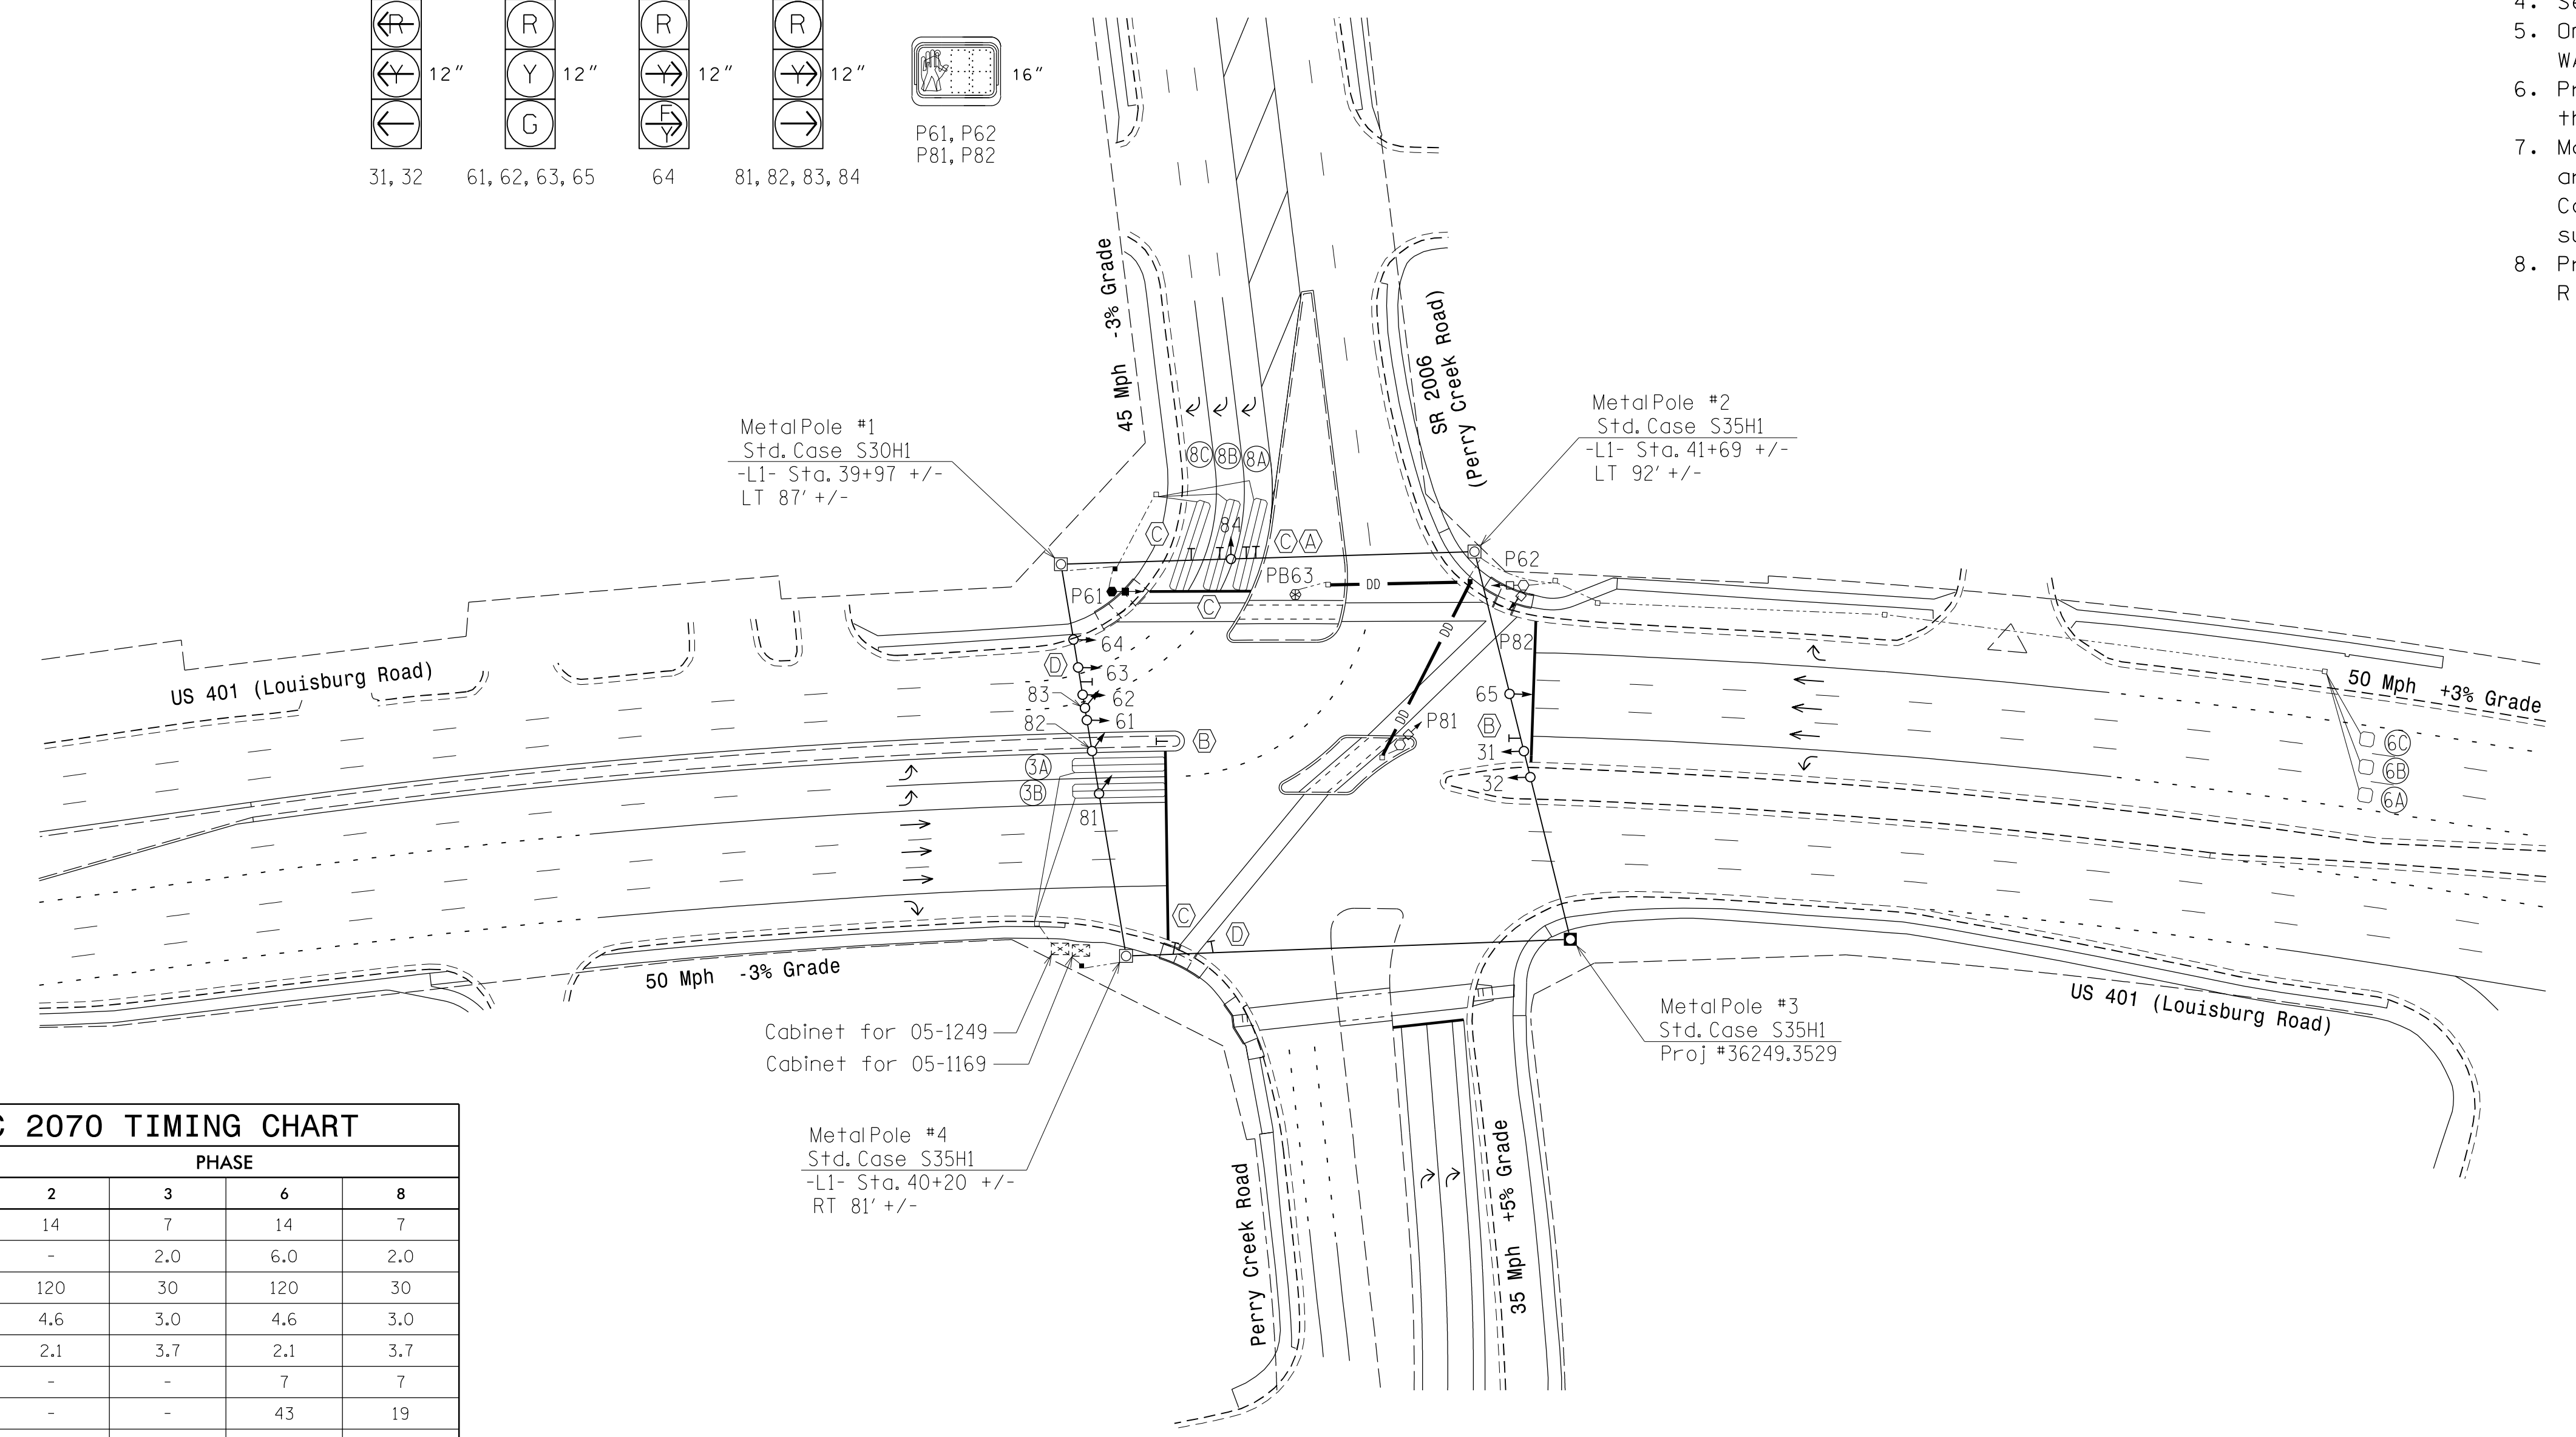 R R R R
Y 12" Y 12" Y 12" Y 12" 16"
G F Y
P61, P62
P81, P82
31, 32 61, 62, 63, 65 64 81, 82, 83, 84
4.
5.
6.
7.
8.
R
45 Mph -3% Grade
SR 2006
(Perry Creek Road)
Metal Pole #1
Std. Case S30H1
-L1- Sta. 39+97 +/-
LT 87' +/-
Metal Pole #2
Std. Case S35H1
-L1- Sta. 41+69 +/-
LT 92' +/-
8C 8B 8A
84
C
C A
P62
PB63
DD
P61
C
DD
P82
64
D
63
83 62
82 61
DD
P81
65
B
B
31
32
3A
3B
81
US 401 (Louisburg Road)
50 Mph +3% Grade
6C
6B
6A
C
D
50 Mph -3% Grade
Cabinet for 05-1249
Cabinet for 05-1169
Metal Pole #3
Std. Case S35H1
Proj #36249.3529
US 401 (Louisburg Road)
Metal Pole #4
Std. Case S35H1
-L1- Sta. 40+20 +/-
RT 81' +/-
Perry Creek Road
35 Mph +5% Grade
2070 TIMING CHART
PHASE
2 3 6 8
14 7 14 7
- 2.0 6.0 2.0
120 30 120 30
4.6 3.0 4.6 3.0
2.1 3.7 2.1 3.7
- - 7 7
- - 43 19